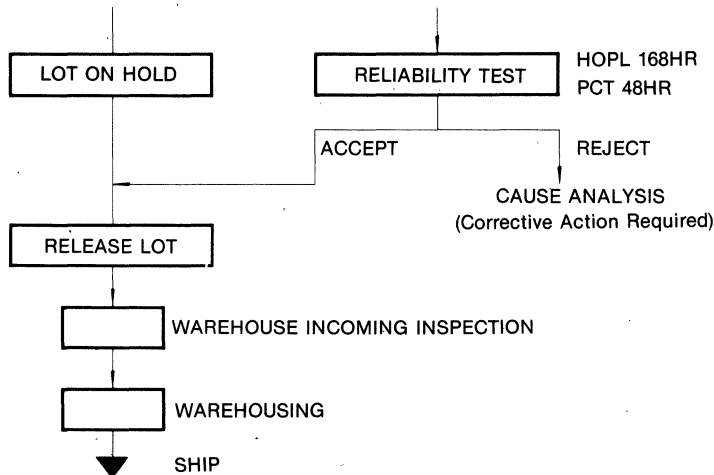 LOT ON HOLD
RELIABILITY TEST
HOPL 168HR
PCT 48HR
ACCEPT
REJECT
CAUSE ANALYSIS
(Corrective Action Required)
RELEASE LOT
WAREHOUSE INCOMING INSPECTION
WAREHOUSING
SHIP